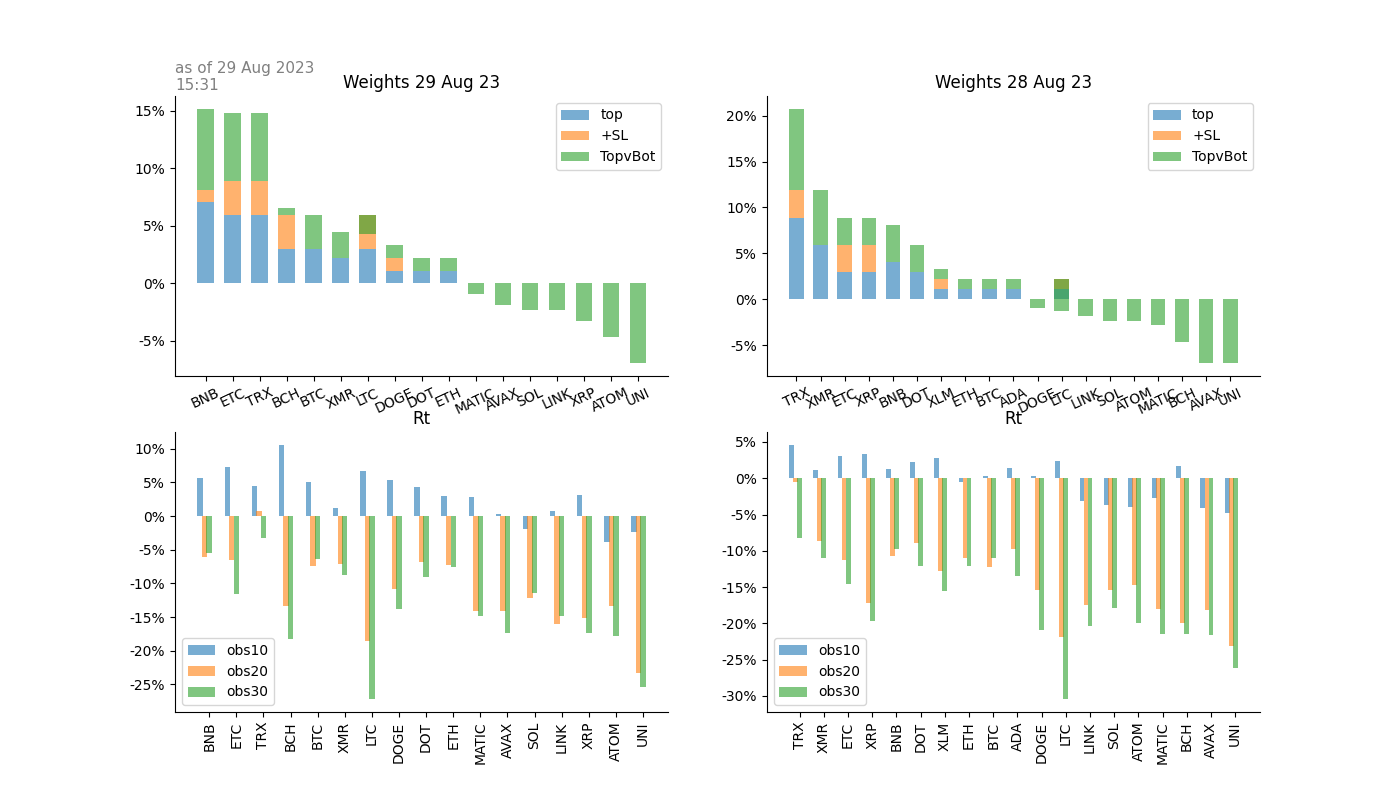 as of 29 Aug 2023
15:31
Weights 29 Aug 23
15%
10%
5%
0%
-5%
top
+SL
TopvBot
BNB ETC TRX BCH BTC XMR LTC DOGE DOT ETH MATIC AVAX SOL LINK XRP ATOM UNI
Weights 28 Aug 23
20%
15%
10%
5%
0%
-5%
top
+SL
TopvBot
TRX XMR ETC XRP BNB DOT XLM ETH BTC ADA DOGE LTC LINK SOL ATOM MATIC BCH AVAX UNI
Rt
10%
5%
0%
-5%
-10%
-15%
-20%
-25%
obs10
obs20
obs30
BNB ETC TRX BCH BTC XMR LTC DOGE DOT ETH MATIC AVAX SOL LINK XRP ATOM UNI
Rt
5%
0%
-5%
-10%
-15%
-20%
-25%
-30%
obs10
obs20
obs30
TRX XMR ETC XRP BNB DOT XLM ETH BTC ADA DOGE LTC LINK SOL ATOM MATIC BCH AVAX UNI